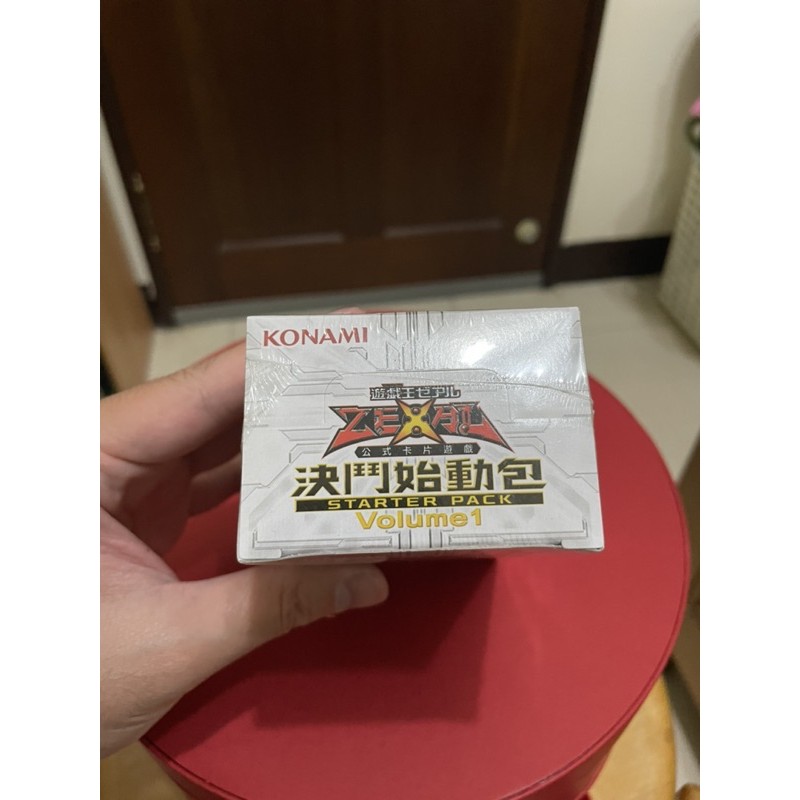 KONAMI
遊☆戯☆王ゼアル
ZEXAL
公式卡片遊戲
決鬥始動包
STARTER PACK
Volume1